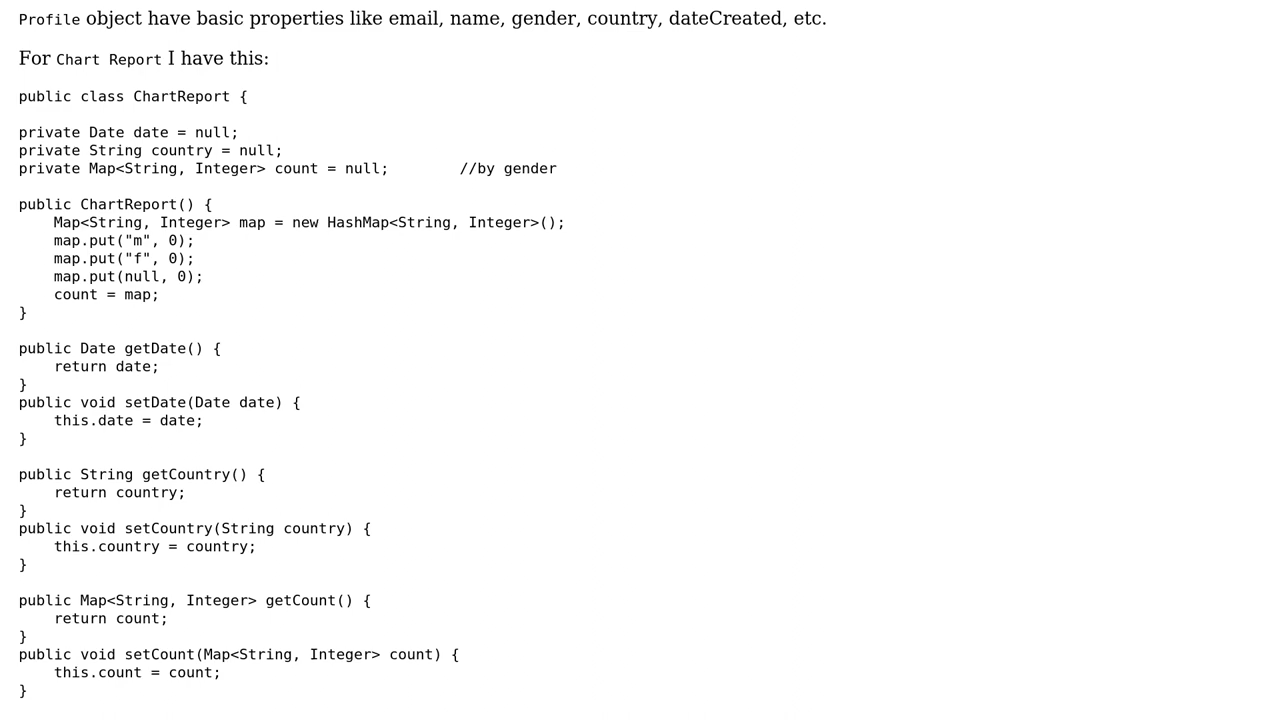 Profile object have basic properties like email, name, gender, country, dateCreated, etc.
For Chart Report I have this:
public class ChartReport {
private Date date = null;
private String country = null;
private Map<String, Integer> count = null;        //by gender
public ChartReport() {
    Map<String, Integer> map = new HashMap<String, Integer>();
    map.put("m", 0);
    map.put("f", 0);
    map.put(null, 0);
    count = map;
}
public Date getDate() {
    return date;
}
public void setDate(Date date) {
    this.date = date;
}
public String getCountry() {
    return country;
}
public void setCountry(String country) {
    this.country = country;
}
public Map<String, Integer> getCount() {
    return count;
}
public void setCount(Map<String, Integer> count) {
    this.count = count;
}